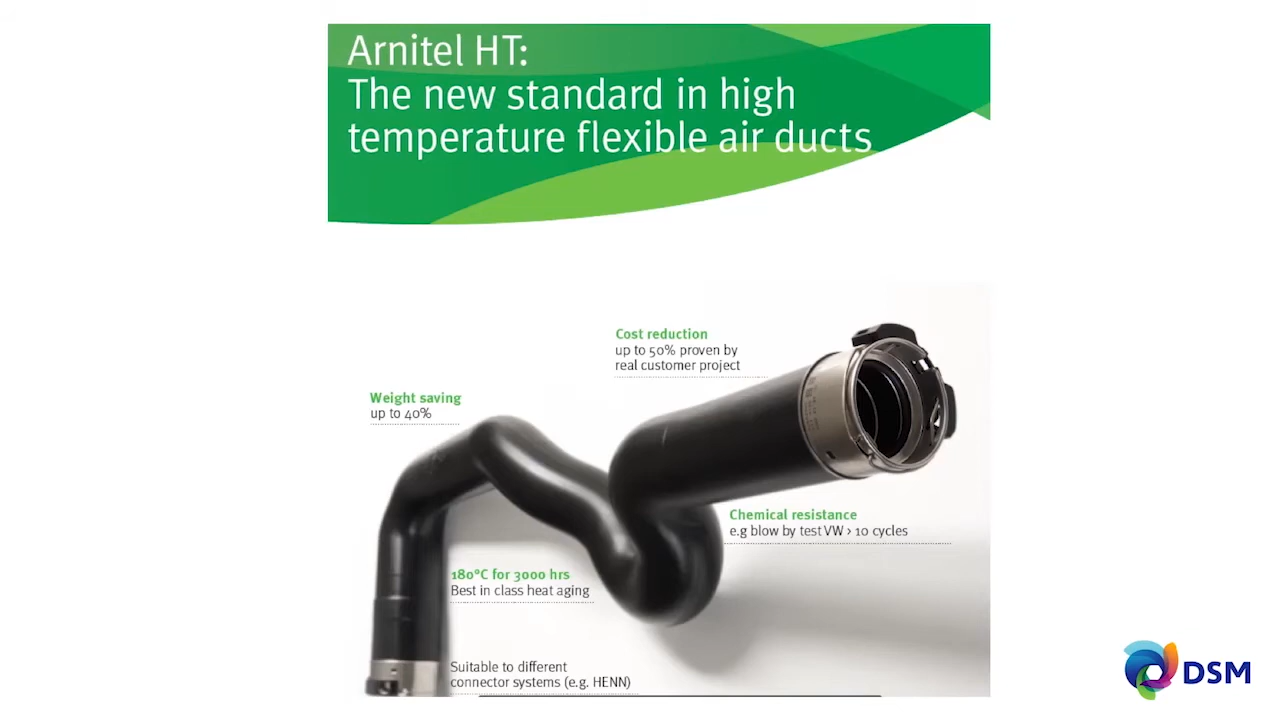 Arnitel HT:
The new standard in high
temperature flexible air ducts
Cost reduction
up to 50% proven by
real customer project
Weight saving
up to 40%
Chemical resistance
e.g blow by test VW > 10 cycles
180°C for 3000 hrs
Best in class heat aging
Suitable to different
connector systems (e.g. HENN)
DSM